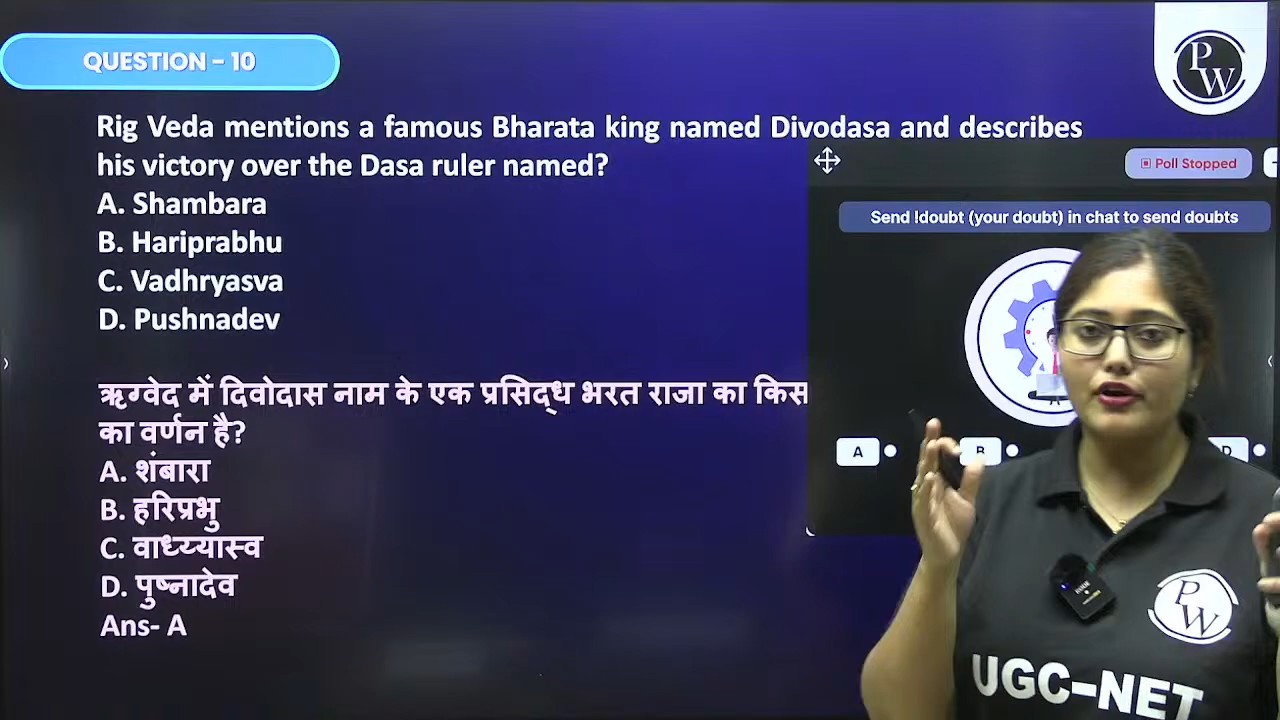 QUESTION - 10
PW
Rig Veda mentions a famous Bharata king named Divodasa and describes
his victory over the Dasa ruler named?
Poll Stopped
A. Shambara
Send !doubt (your doubt) in chat to send doubts
B. Hariprabhu
C. Vadhryasva
D. Pushnadev
ऋग्वेद में दिवोदास नाम के एक प्रसिद्ध भरत राजा का किस
का वर्णन है?
A B D
A. शंबारा
B. हरिप्रभु
C. वाध्य्यास्व
D. पुष्नादेव
Ans- A
PW
UGC-NET